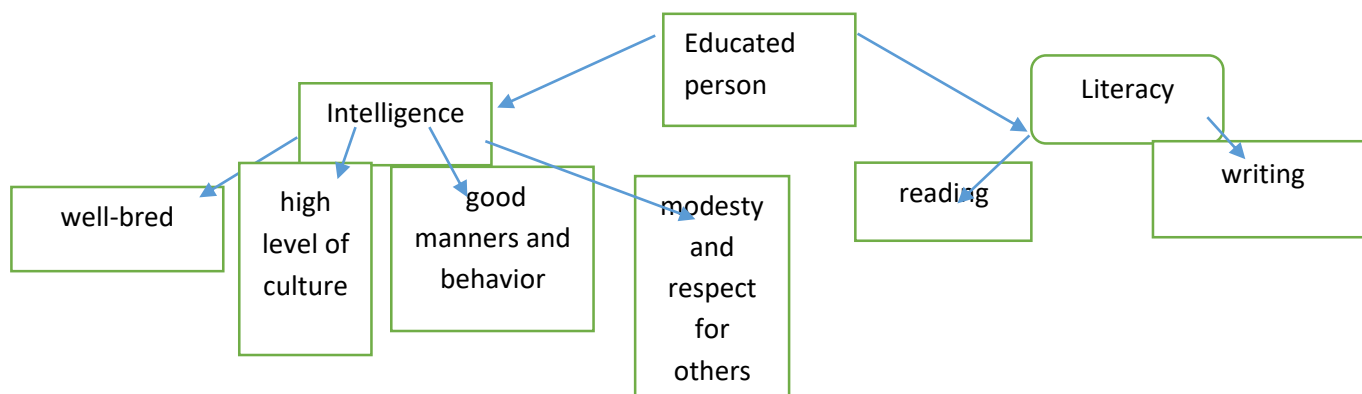 Educated
person
Intelligence
Literacy
well-bred
high
level of
culture
good
manners and
behavior
modesty
and
respect
for
others
reading
writing